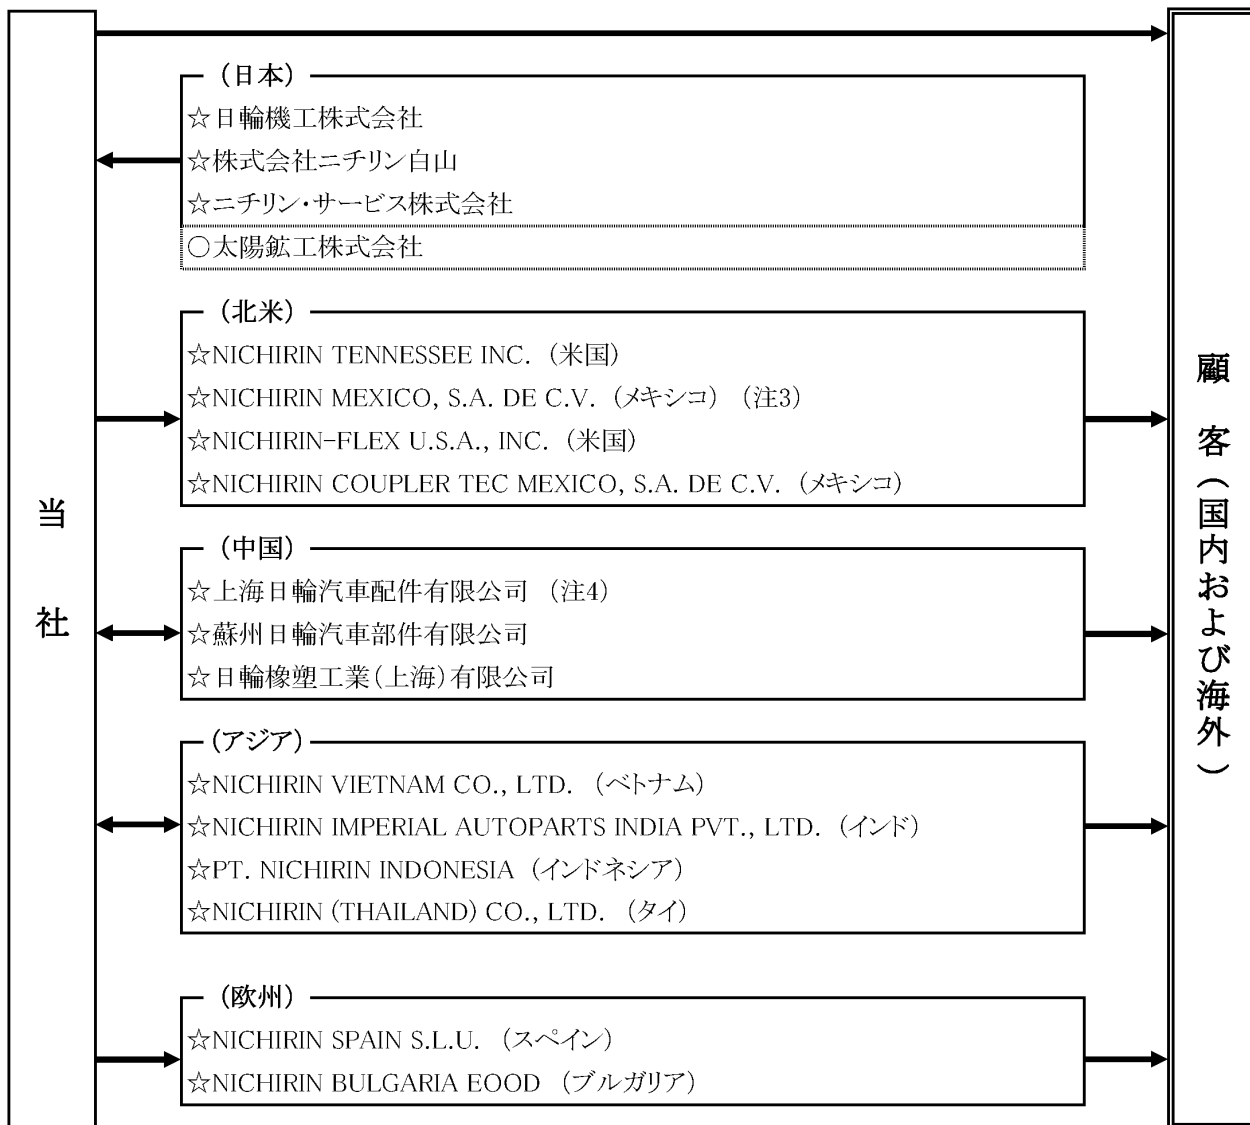 当社
(日本)
☆日輪機工株式会社
☆株式会社ニチリン白山
☆ニチリン・サービス株式会社
○太陽鉱工株式会社
(北米)
☆NICHIRIN TENNESSEE INC. (米国)
☆NICHIRIN MEXICO, S.A. DE C.V. (メキシコ) (注3)
☆NICHIRIN-FLEX U.S.A., INC. (米国)
☆NICHIRIN COUPLER TEC MEXICO, S.A. DE C.V. (メキシコ)
(中国)
☆上海日輪汽車配件有限公司 (注4)
☆蘇州日輪汽車部件有限公司
☆日輪橡塑工業(上海)有限公司
(アジア)
☆NICHIRIN VIETNAM CO., LTD. (ベトナム)
☆NICHIRIN IMPERIAL AUTOPARTS INDIA PVT., LTD. (インド)
☆PT. NICHIRIN INDONESIA (インドネシア)
☆NICHIRIN (THAILAND) CO., LTD. (タイ)
(欧州)
☆NICHIRIN SPAIN S.L.U. (スペイン)
☆NICHIRIN BULGARIA EOOD (ブルガリア)
顧客(国内および海外)